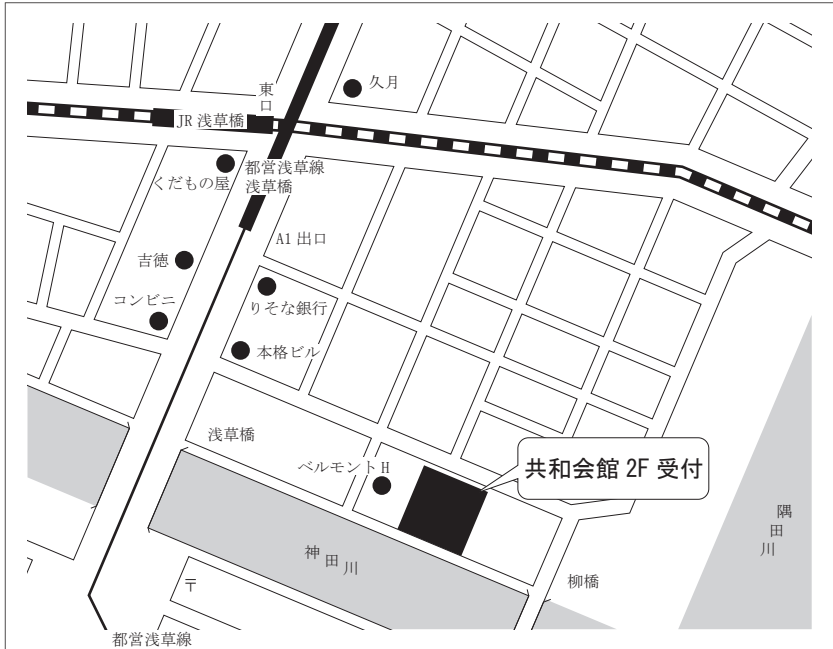 東口
久月
JR 浅草橋
都営浅草線
浅草橋
くだもの屋
A1 出口
吉徳
りそな銀行
コンビニ
本格ビル
浅草橋
ベルモント H
共和会館 2F 受付
隅田川
神田川
柳橋
〒
都営浅草線